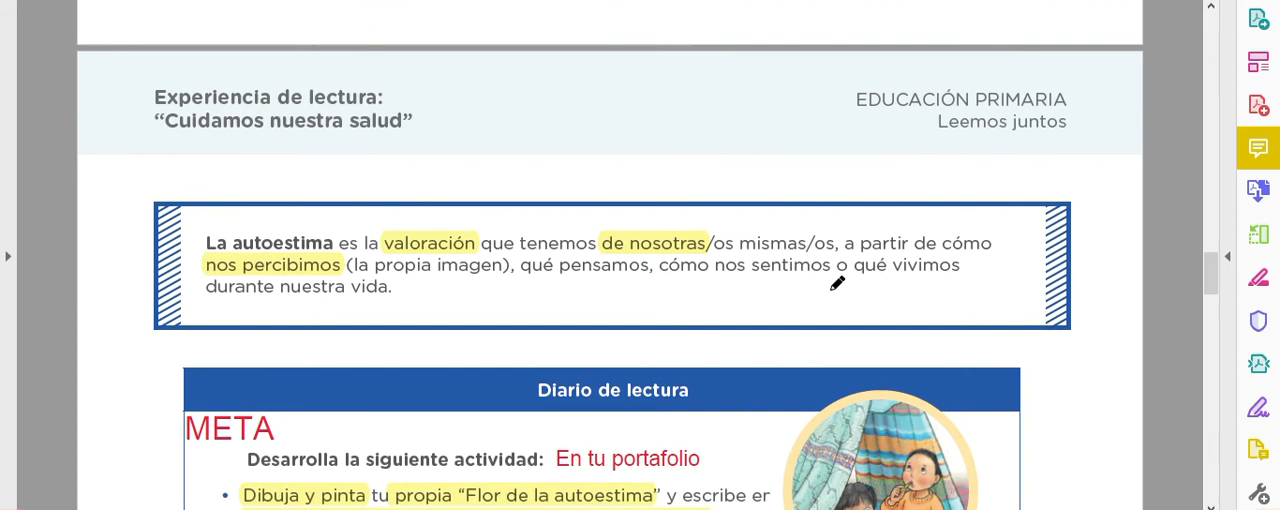 Experiencia de lectura:
“Cuidamos nuestra salud”
EDUCACIÓN PRIMARIA
Leemos juntos
La autoestima es la valoración que tenemos de nosotras/os mismas/os, a partir de cómo
nos percibimos (la propia imagen), qué pensamos, cómo nos sentimos o qué vivimos
durante nuestra vida.
Diario de lectura
META
Desarrolla la siguiente actividad: En tu portafolio
• Dibuja y pinta tu propia “Flor de la autoestima” y escribe er